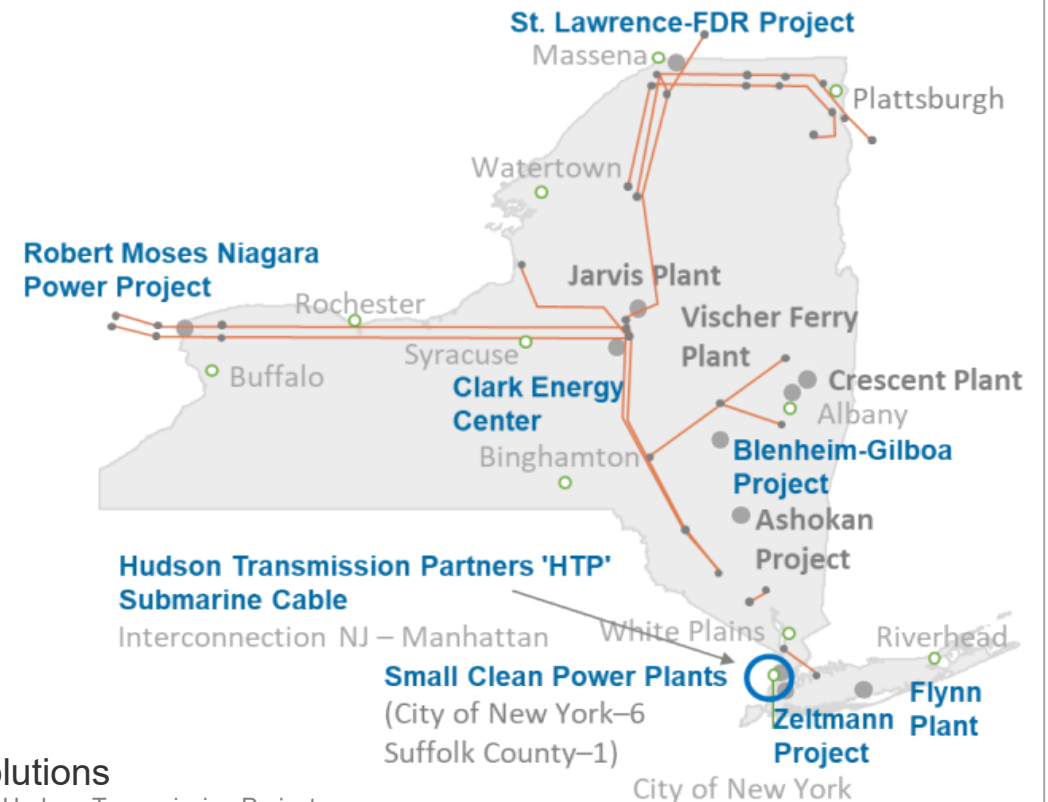 St. Lawrence-FDR Project
Massena
Plattsburgh
Watertown
Robert Moses Niagara
Power Project
Jarvis Plant
Rochester
Vischer Ferry
Plant
Syracuse
Buffalo
Crescent Plant
Clark Energy
Center
Albany
Binghamton
Blenheim-Gilboa
Project
Ashokan
Project
Hudson Transmission Partners 'HTP'
Submarine Cable
Interconnection NJ – Manhattan
White Plains
Riverhead
Small Clean Power Plants
(City of New York–6
Suffolk County–1)
Flynn
Plant
Zeltmann
Project
City of New York
olutions